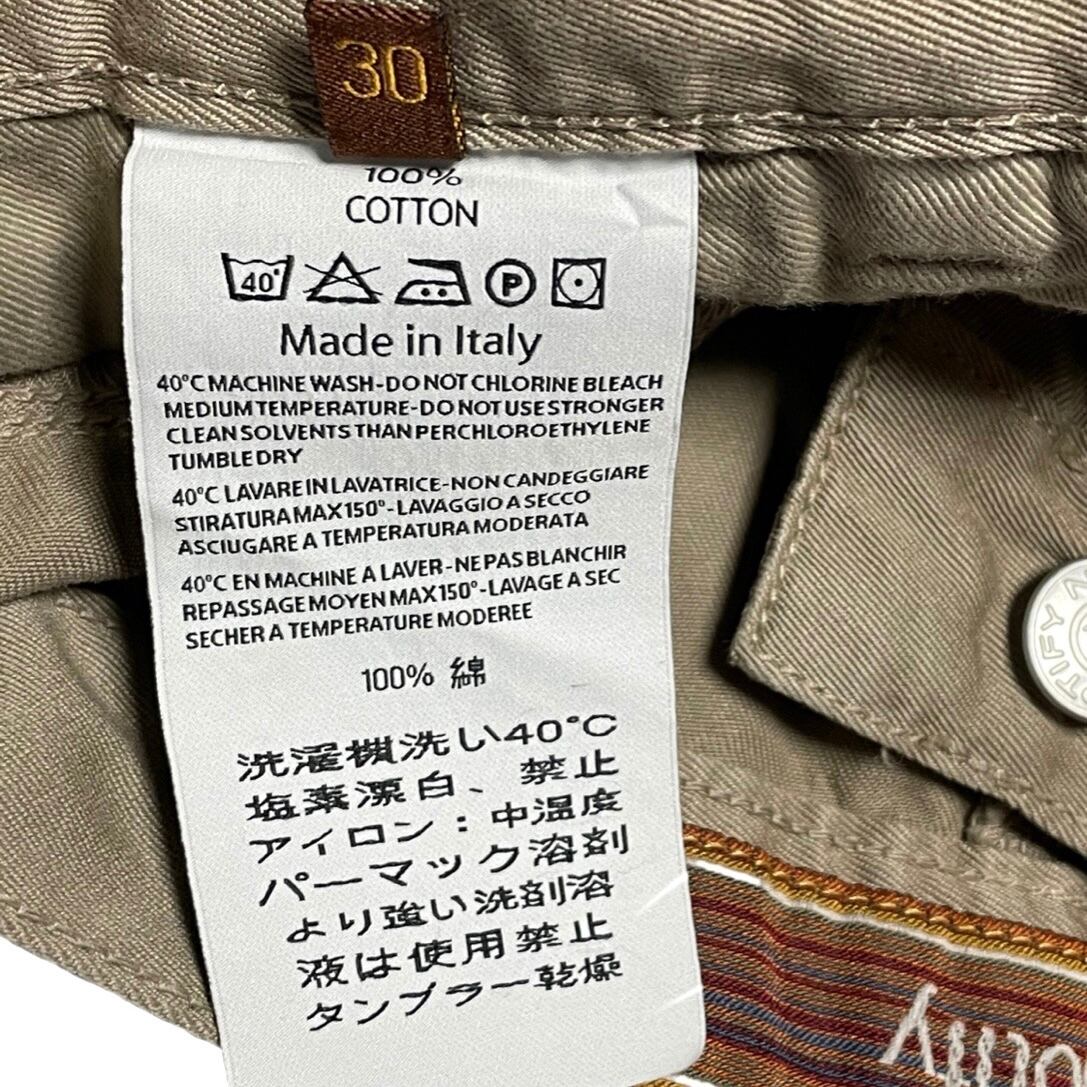 30
100%
COTTON
40°
P
Made in Italy
40°C MACHINE WASH-DO NOT CHLORINE BLEACH
MEDIUM TEMPERATURE-DO NOT USE STRONGER
CLEAN SOLVENTS THAN PERCHLOROETHYLENE
TUMBLE DRY
40°C LAVARE IN LAVATRICE-NON CANDEGGIARE
STIRATURA MAX 150°-LAVAGGIO A SECCO
ASCIUGARE A TEMPERATURA MODERATA
40°C EN MACHINE A LAVER-NE PAS BLANCHIR
REPASSAGE MOYEN MAX 150°-LAVAGE A SEC
SECHER A TEMPERATURE MODEREE
100% 綿
洗濯機洗い40°C
塩素漂白、禁止
アイロン：中温度
パーマック溶剤
より強い洗剤溶
液は使用禁止
タンブラー乾燥